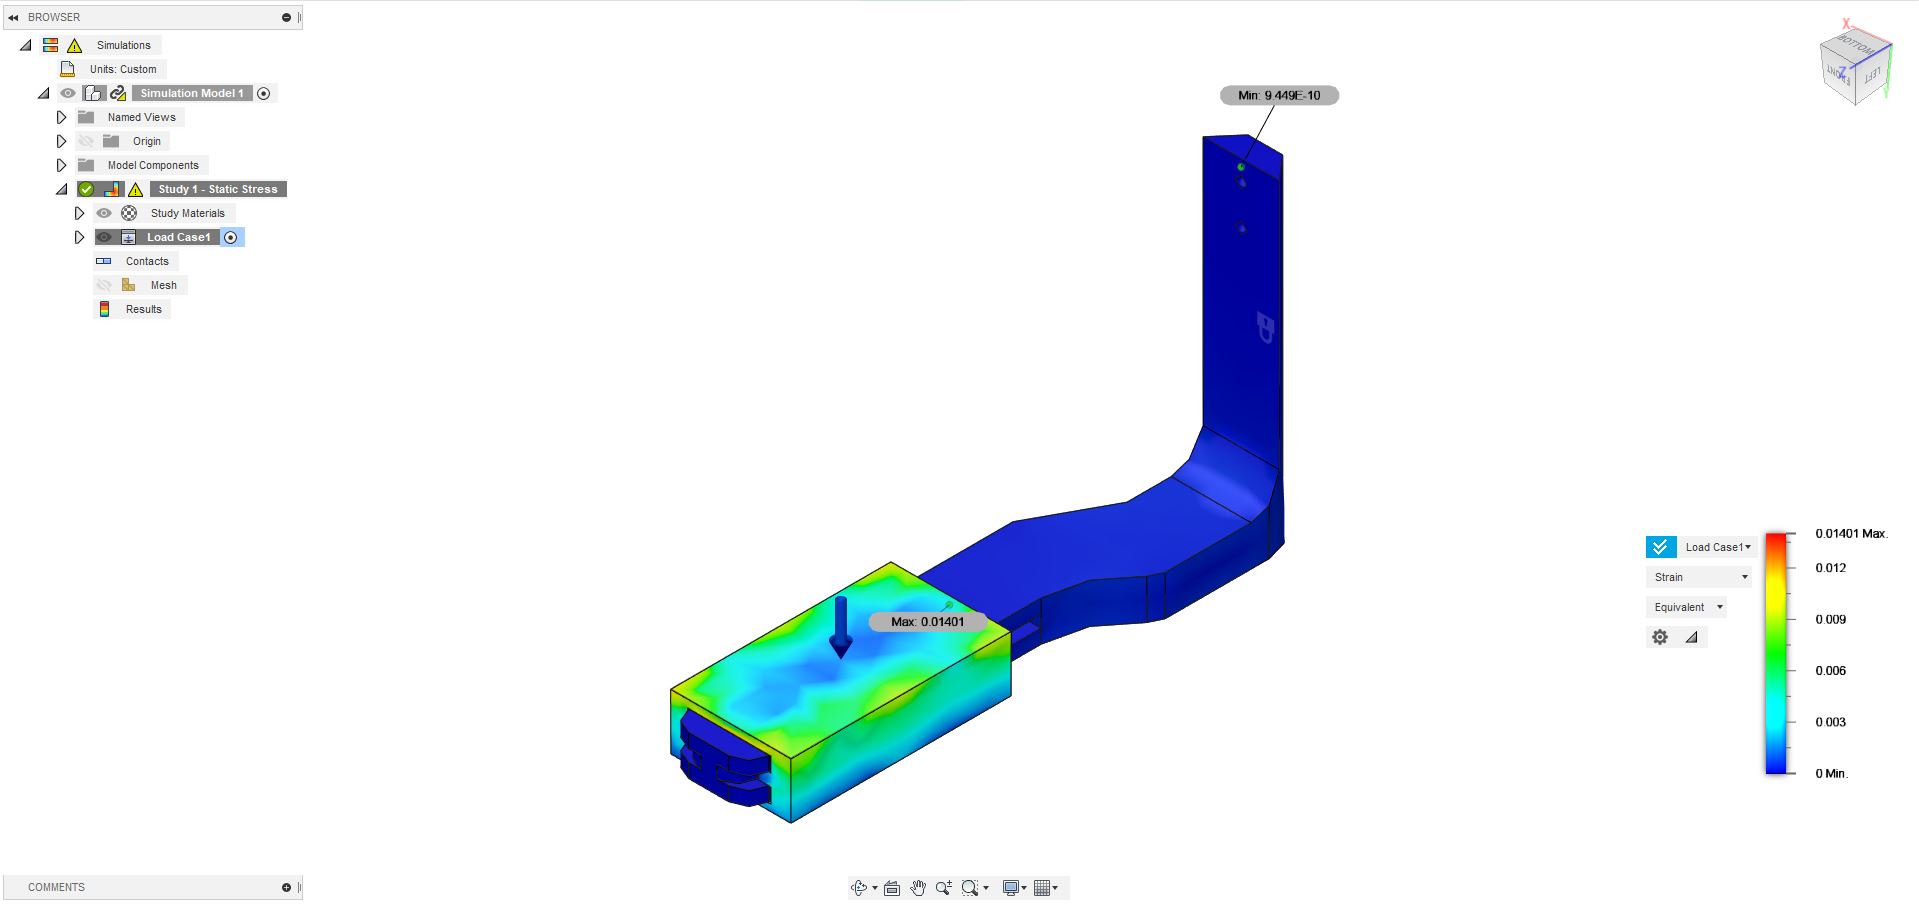 BROWSER
Simulations
Units: Custom
Simulation Model 1
Named Views
Origin
Model Components
Study 1 - Static Stress
Study Materials
Load Case1
Contacts
Mesh
Results
Min: 9.449E-10
Max: 0.01401
X
BOTTOM
FRONT
LEFT
Z
Y
Load Case1
Strain
Equivalent
0.01401 Max.
0.012
0.009
0.006
0.003
0 Min.
COMMENTS